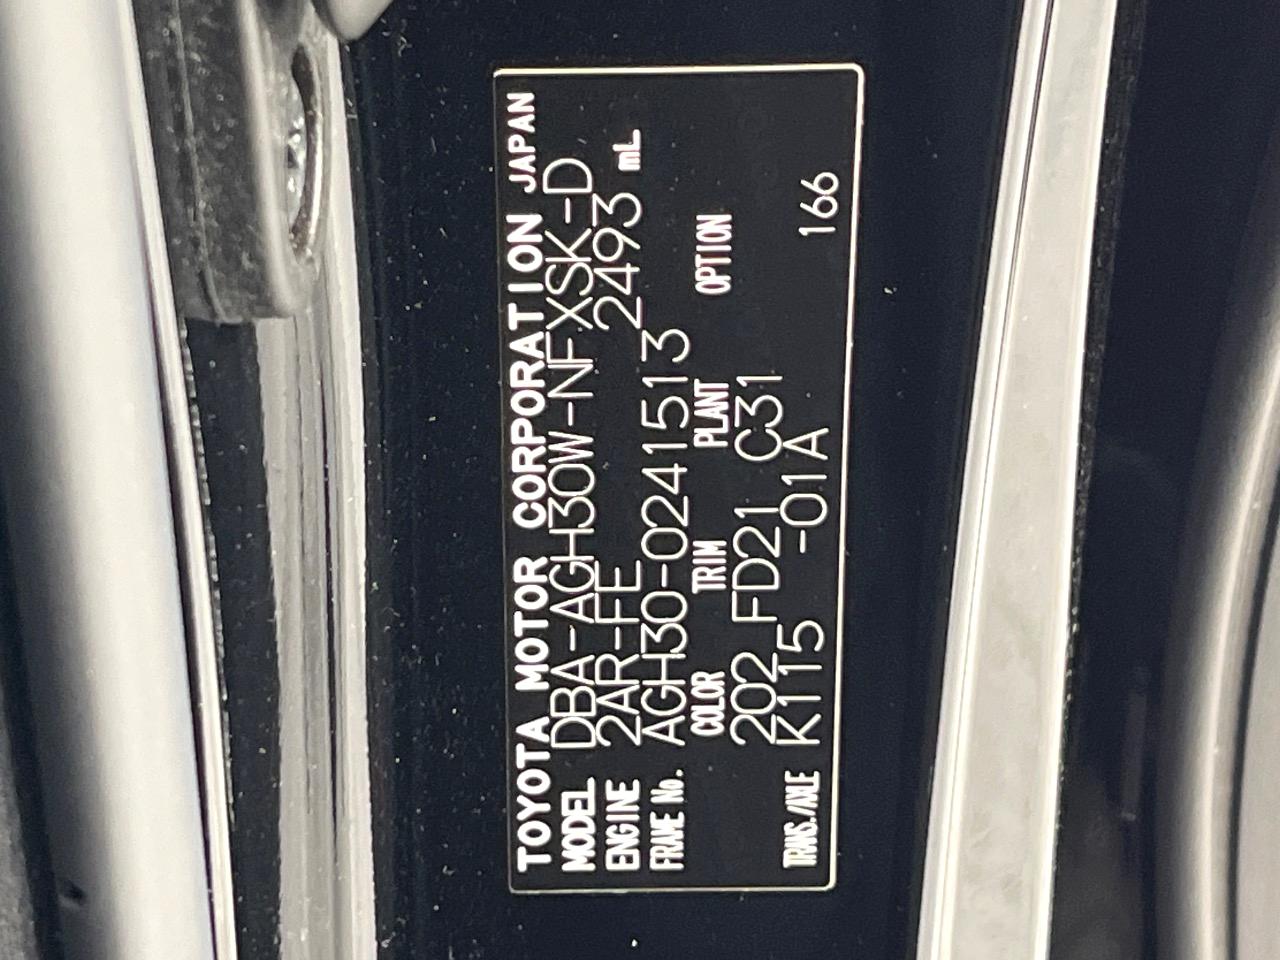 TOYOTA MOTOR CORPORATION JAPAN
MODEL DBA-AGH30W-NFXSK-D
ENGINE 2AR-FE 2493 mL
FRAME No. AGH30-0241513
COLOR TRIM PLANT OPTION
202 FD21 C31
TRANS./AXLE K115 -01A 166